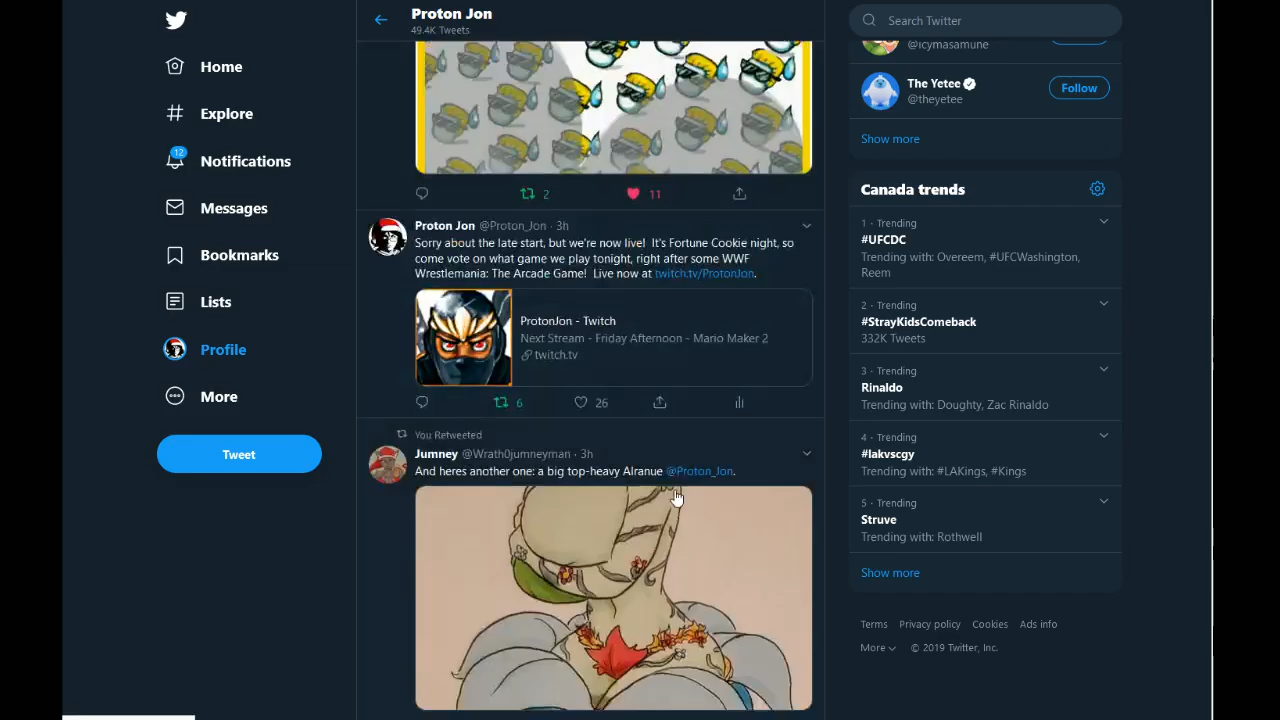 Home
Explore
12
Notifications
Messages
Bookmarks
Lists
Profile
More
Tweet
Proton Jon
49.4K Tweets
2
11
Proton Jon @Proton_Jon · 3h
Sorry about the late start, but we're now live! It's Fortune Cookie night, so
come vote on what game we play tonight, right after some WWF
Wrestlemania: The Arcade Game! Live now at twitch.tv/ProtonJon.
ProtonJon - Twitch
Next Stream - Friday Afternoon - Mario Maker 2
twitch.tv
6
26
You Retweeted
Jumney @Wrath0jumneyman · 3h
And heres another one: a big top-heavy Alranue @Proton_Jon.
Search Twitter
@icymasamune
The Yetee
@theyetee
Follow
Show more
Canada trends
1 · Trending
#UFCDC
Trending with: Overeem, #UFCWashington,
Reem
2 · Trending
#StrayKidsComeback
332K Tweets
3 · Trending
Rinaldo
Trending with: Doughty, Zac Rinaldo
4 · Trending
#lakvscgy
Trending with: #LAKings, #Kings
5 · Trending
Struve
Trending with: Rothwell
Show more
Terms Privacy policy Cookies Ads info
More © 2019 Twitter, Inc.